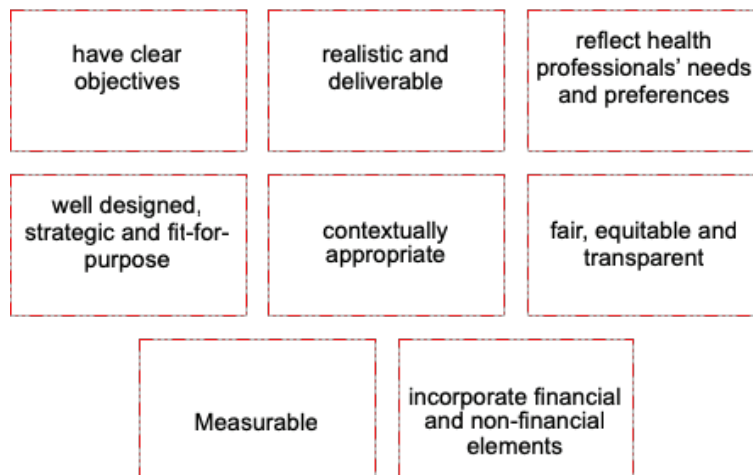 have clear
objectives
realistic and
deliverable
reflect health
professionals’ needs
and preferences
well designed,
strategic and fit-for-
purpose
contextually
appropriate
fair, equitable and
transparent
Measurable
incorporate financial
and non-financial
elements